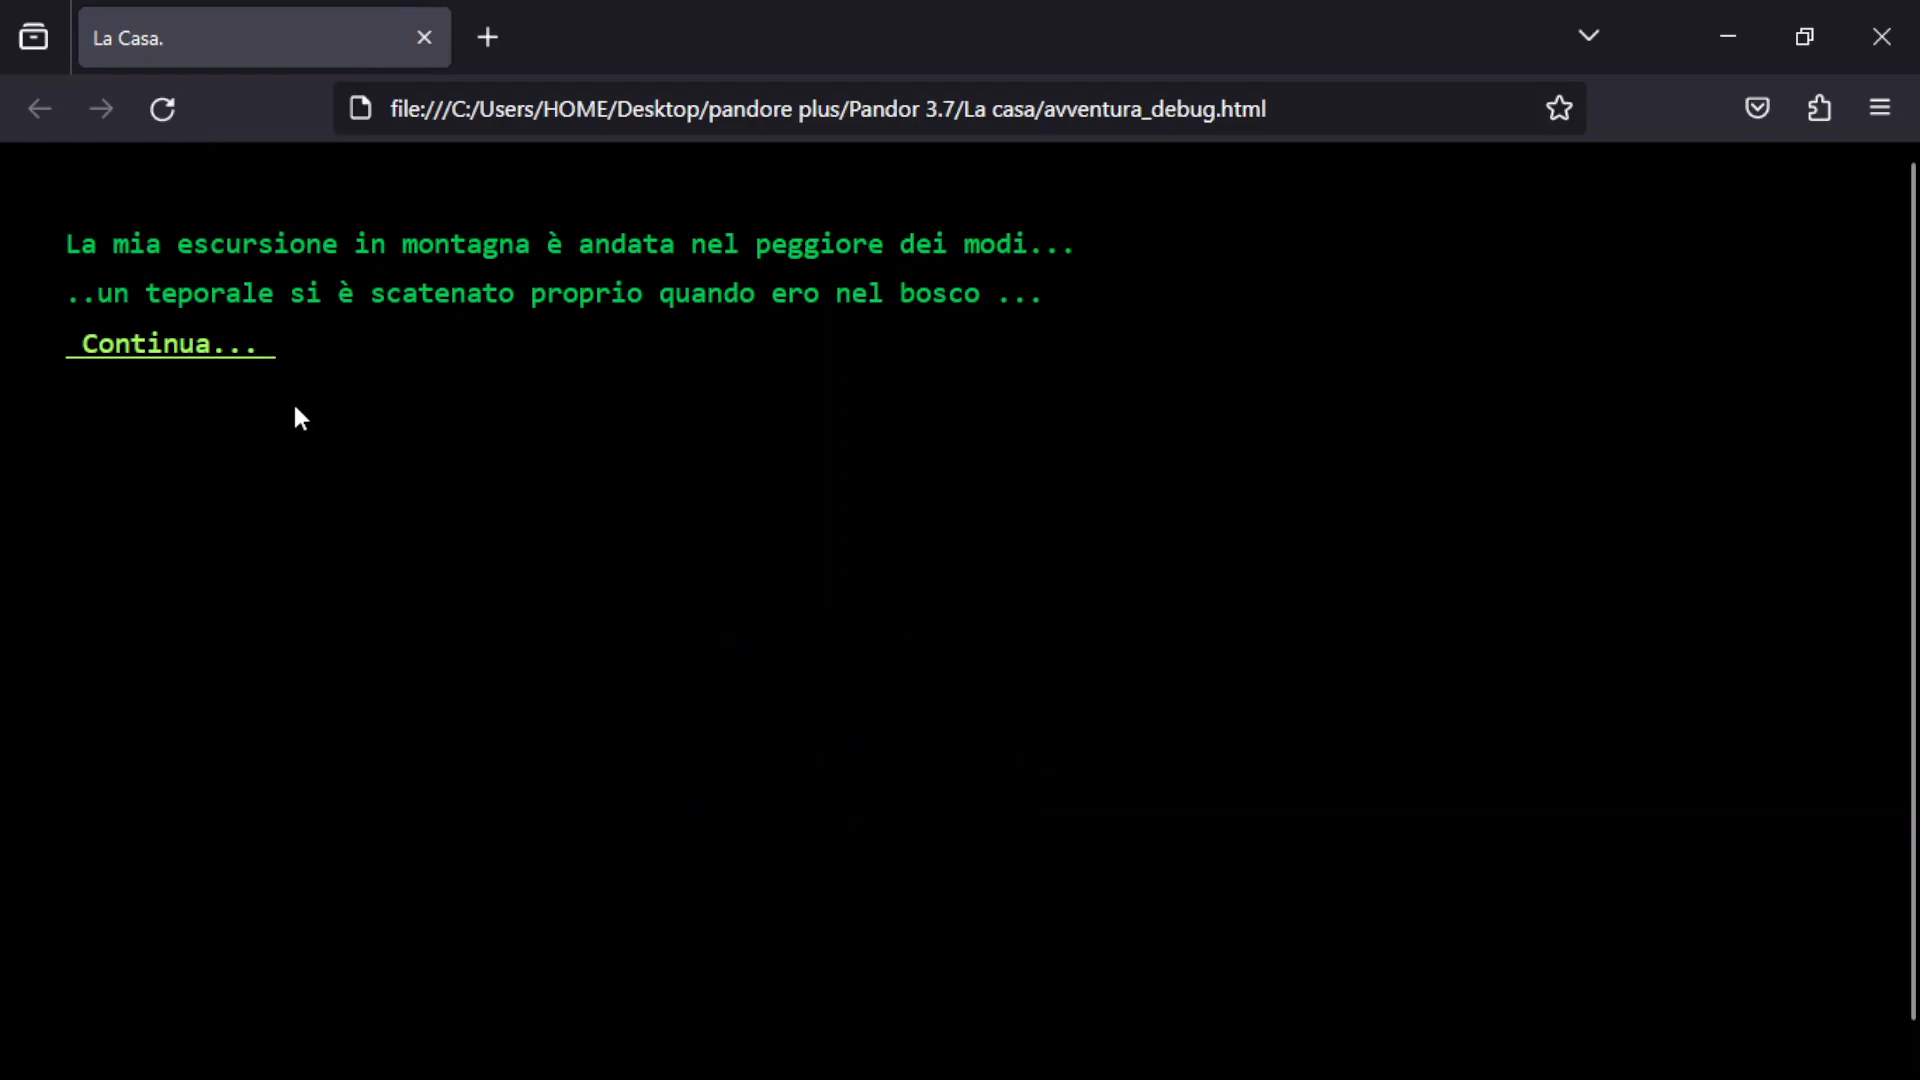 La Casa.
file:///C:/Users/HOME/Desktop/pandore plus/Pandor 3.7/La casa/avventura_debug.html
La mia escursione in montagna è andata nel peggiore dei modi...
..un teporale si è scatenato proprio quando ero nel bosco ...
Continua...